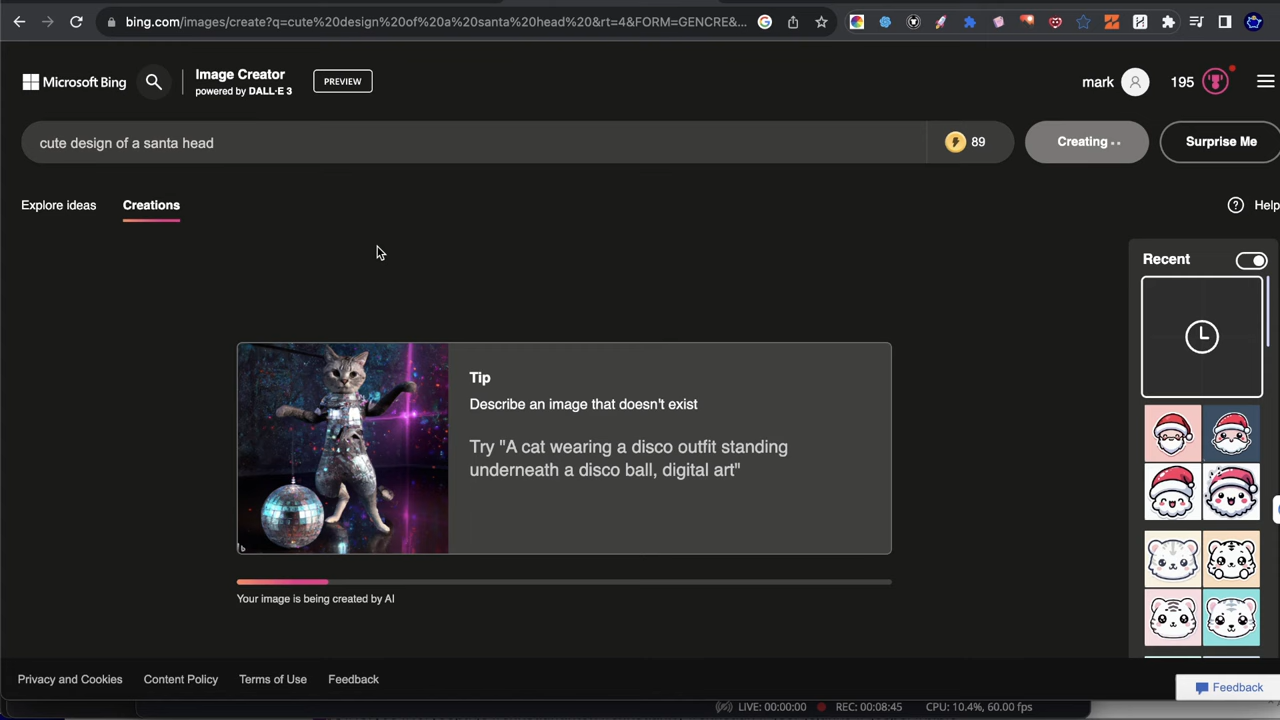 bing.com/images/create?q=cute%20design%20of%20a%20santa%20head%20&rt=4&FORM=GENCRE&...
Microsoft Bing
Image Creator
powered by DALL·E 3
PREVIEW
mark
195
cute design of a santa head
89
Creating
Surprise Me
Explore ideas
Creations
Help
Recent
Tip
Describe an image that doesn't exist
Try "A cat wearing a disco outfit standing
underneath a disco ball, digital art"
Your image is being created by AI
Privacy and Cookies
Content Policy
Terms of Use
Feedback
Feedback
LIVE: 00:00:00
REC: 00:08:45
CPU: 10.4%, 60.00 fps